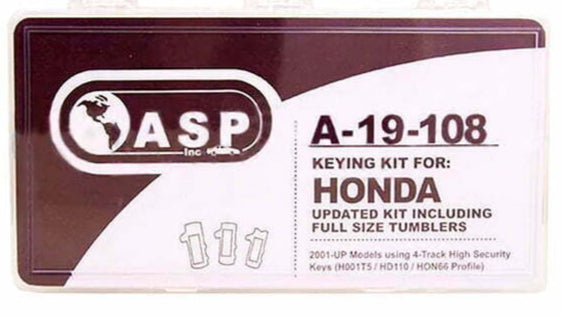 ASP
Inc
A-19-108
KEYING KIT FOR:
HONDA
UPDATED KIT INCLUDING
FULL SIZE TUMBLERS
2001-UP Models using 4-Track High Security
Keys (H001T5 / HD110 / HON66 Profile)